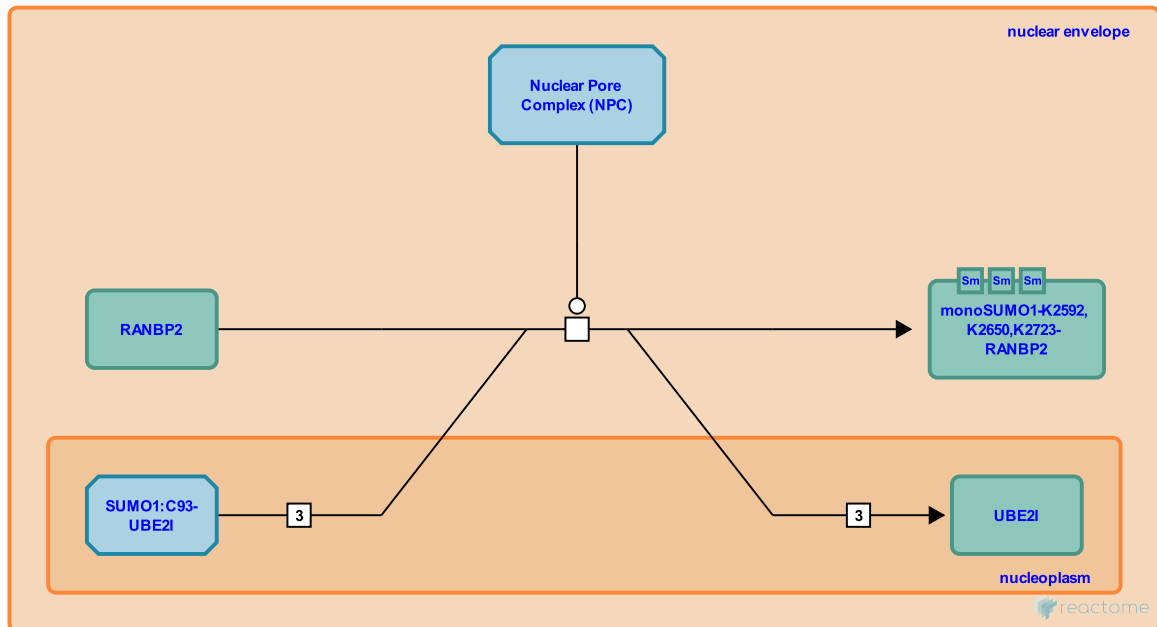 nuclear envelope
Nuclear Pore
Complex (NPC)
RANBP2
Sm Sm Sm
monoSUMO1-K2592,
K2650,K2723-
RANBP2
SUMO1:C93-
UBE2I
3
3
UBE2I
nucleoplasm
reactome